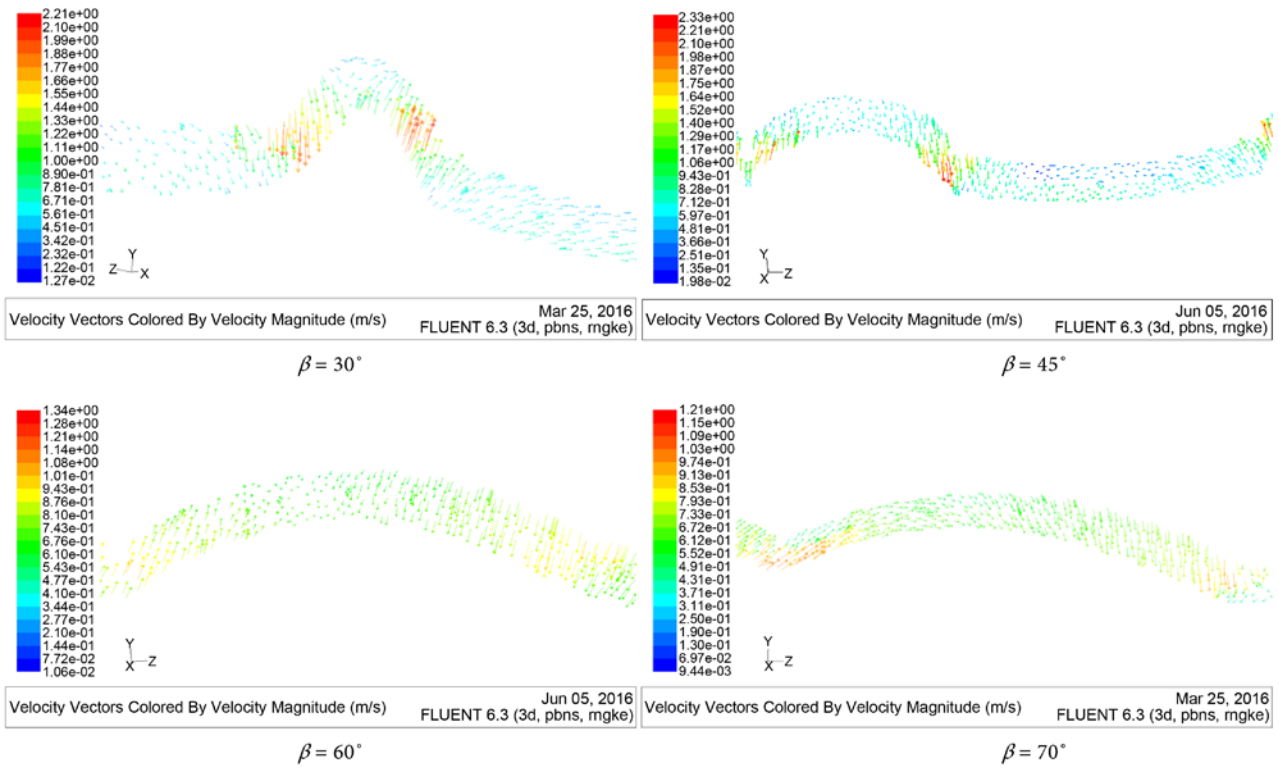 2.21e+00
2.10e+00
1.99e+00
1.88e+00
1.77e+00
1.66e+00
1.55e+00
1.44e+00
1.33e+00
1.22e+00
1.11e+00
1.00e+00
8.90e-01
7.81e-01
6.71e-01
5.61e-01
4.51e-01
3.42e-01
2.32e-01
1.22e-01
1.27e-02
Y
Z X
Velocity Vectors Colored By Velocity Magnitude (m/s)
Mar 25, 2016
FLUENT 6.3 (3d, pbns, rngke)
β = 30°
2.33e+00
2.21e+00
2.10e+00
1.98e+00
1.87e+00
1.75e+00
1.64e+00
1.52e+00
1.40e+00
1.29e+00
1.17e+00
1.06e+00
9.43e-01
8.28e-01
7.12e-01
5.97e-01
4.81e-01
3.66e-01
2.51e-01
1.35e-01
1.98e-02
Y
X Z
Velocity Vectors Colored By Velocity Magnitude (m/s)
Jun 05, 2016
FLUENT 6.3 (3d, pbns, rngke)
β = 45°
1.34e+00
1.28e+00
1.21e+00
1.14e+00
1.08e+00
1.01e+00
9.43e-01
8.76e-01
8.10e-01
7.43e-01
6.76e-01
6.10e-01
5.43e-01
4.77e-01
4.10e-01
3.44e-01
2.77e-01
2.10e-01
1.44e-01
7.72e-02
1.06e-02
Y
X Z
Velocity Vectors Colored By Velocity Magnitude (m/s)
Jun 05, 2016
FLUENT 6.3 (3d, pbns, rngke)
β = 60°
1.21e+00
1.15e+00
1.09e+00
1.03e+00
9.74e-01
9.13e-01
8.53e-01
7.93e-01
7.33e-01
6.72e-01
6.12e-01
5.52e-01
4.91e-01
4.31e-01
3.71e-01
3.11e-01
2.50e-01
1.90e-01
1.30e-01
6.97e-02
9.44e-03
Y
X Z
Velocity Vectors Colored By Velocity Magnitude (m/s)
Mar 25, 2016
FLUENT 6.3 (3d, pbns, rngke)
β = 70°